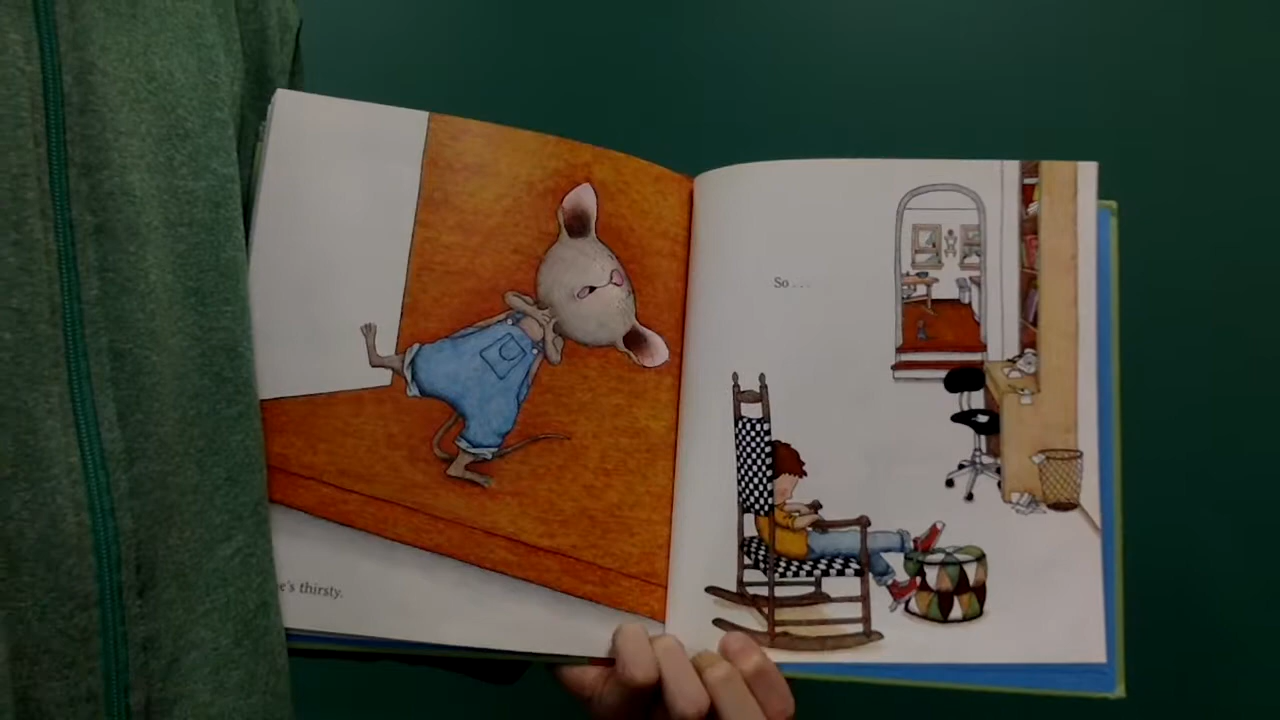 e's thirsty.
So . . .